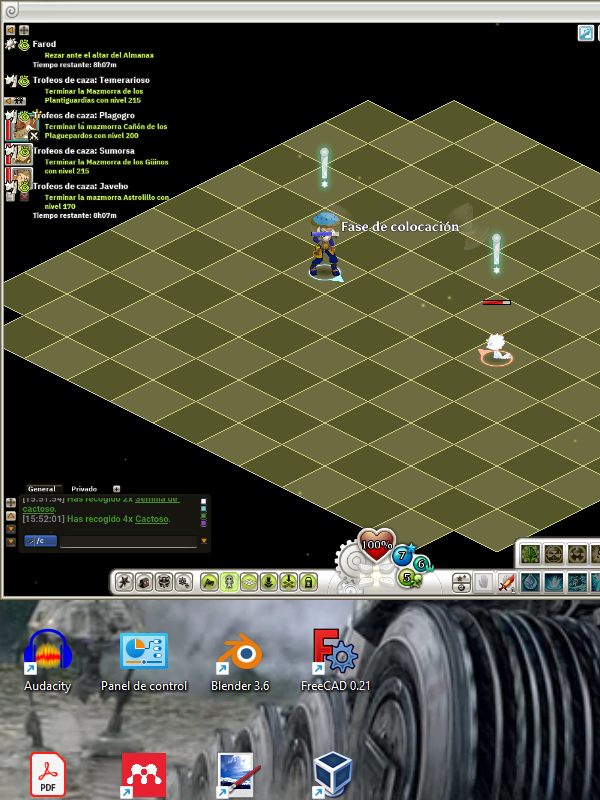 Farod
Rezar ante el altar del Almanax
Tiempo restante: 8h07m
Trofeos de caza: Temerarioso
Terminar la Mazmorra de los
Plantiguardias con nivel 215
Trofeos de caza: Plagogro
Terminar la mazmorra Cañón de los
Plaguepardos con nivel 200
Trofeos de caza: Sumorsa
Terminar la Mazmorra de los Güinos
con nivel 215
Trofeos de caza: Javeho
Terminar la mazmorra Astrolillo con
nivel 170
Tiempo restante: 8h07m
Fase de colocación
General Privado
[15:51:54] Has recogido 2x Semilla de
cactoso.
[15:52:01] Has recogido 4x Cactoso.
/c
100%
7
6
5
Audacity
Panel de control
Blender 3.6
FreeCAD 0.21
PDF